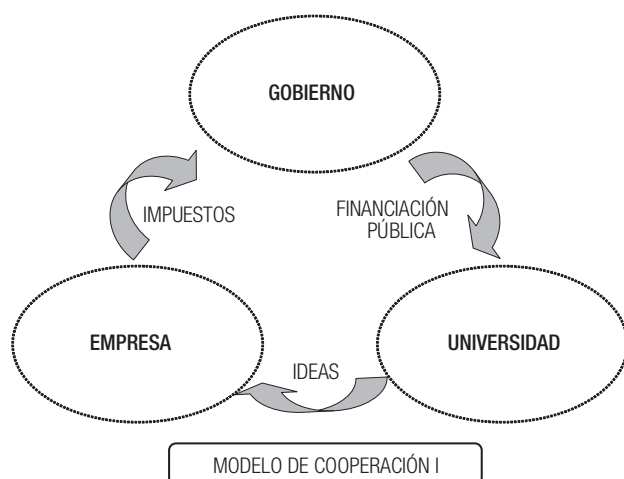 GOBIERNO
IMPUESTOS
FINANCIACIÓN
PÚBLICA
EMPRESA
UNIVERSIDAD
IDEAS
MODELO DE COOPERACIÓN I